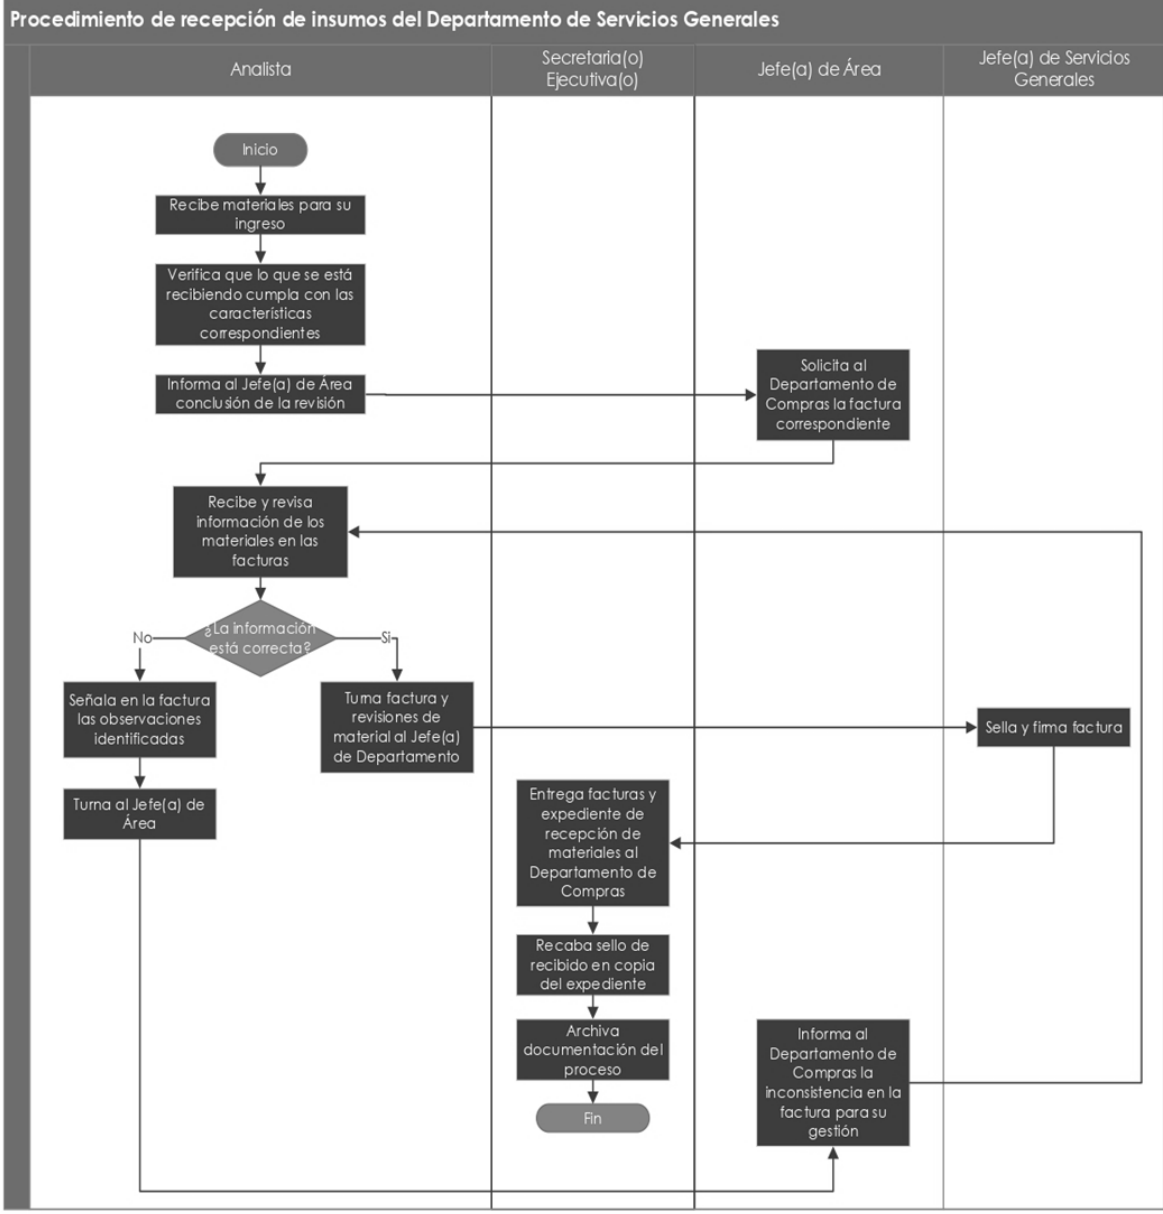 Procedimiento de recepción de insumos del Departamento de Servicios Generales
Analista
Secretaria(o)
Ejecutiva(o)
Jefe(a) de Área
Jefe(a) de Servicios
Generales
Inicio
Recibe materiales para su
ingreso
Verifica que lo que se está
recibiendo cumpla con las
características
correspondientes
Informa al Jefe(a) de Área
conclusión de la revisión
Solicita al
Departamento de
Compras la factura
correspondiente
Recibe y revisa
información de los
materiales en las
facturas
¿La información
está correcta?
No
Si
Señala en la factura
las observaciones
identificadas
Turna factura y
revisiones de
material al Jefe(a)
de Departamento
Sella y firma factura
Turna al Jefe(a) de
Área
Entrega facturas y
expediente de
recepción de
materiales al
Departamento de
Compras
Recaba sello de
recibido en copia
del expediente
Archiva
documentación del
proceso
Fin
Informa al
Departamento de
Compras la
inconsistencia en la
factura para su
gestión